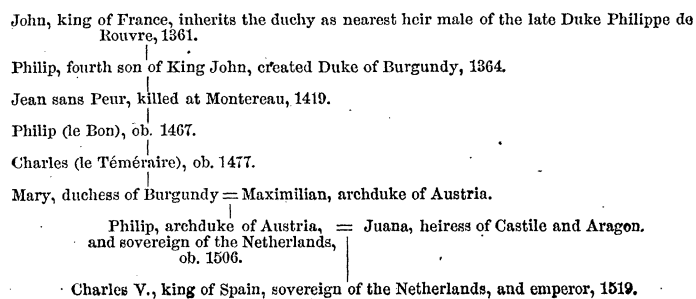 John, king of France, inherits the duchy as nearest heir male of the late Duke Philippe de
Rouvre, 1361.
Philip, fourth son of King John, created Duke of Burgundy, 1364.
Jean sans Peur, killed at Montereau, 1419.
Philip (le Bon), ob. 1467.
Charles (le Téméraire), ob. 1477.
Mary, duchess of Burgundy = Maximilian, archduke of Austria.
Philip, archduke of Austria, = Juana, heiress of Castile and Aragon.
and sovereign of the Netherlands,
ob. 1506.
Charles V., king of Spain, sovereign of the Netherlands, and emperor, 1519.